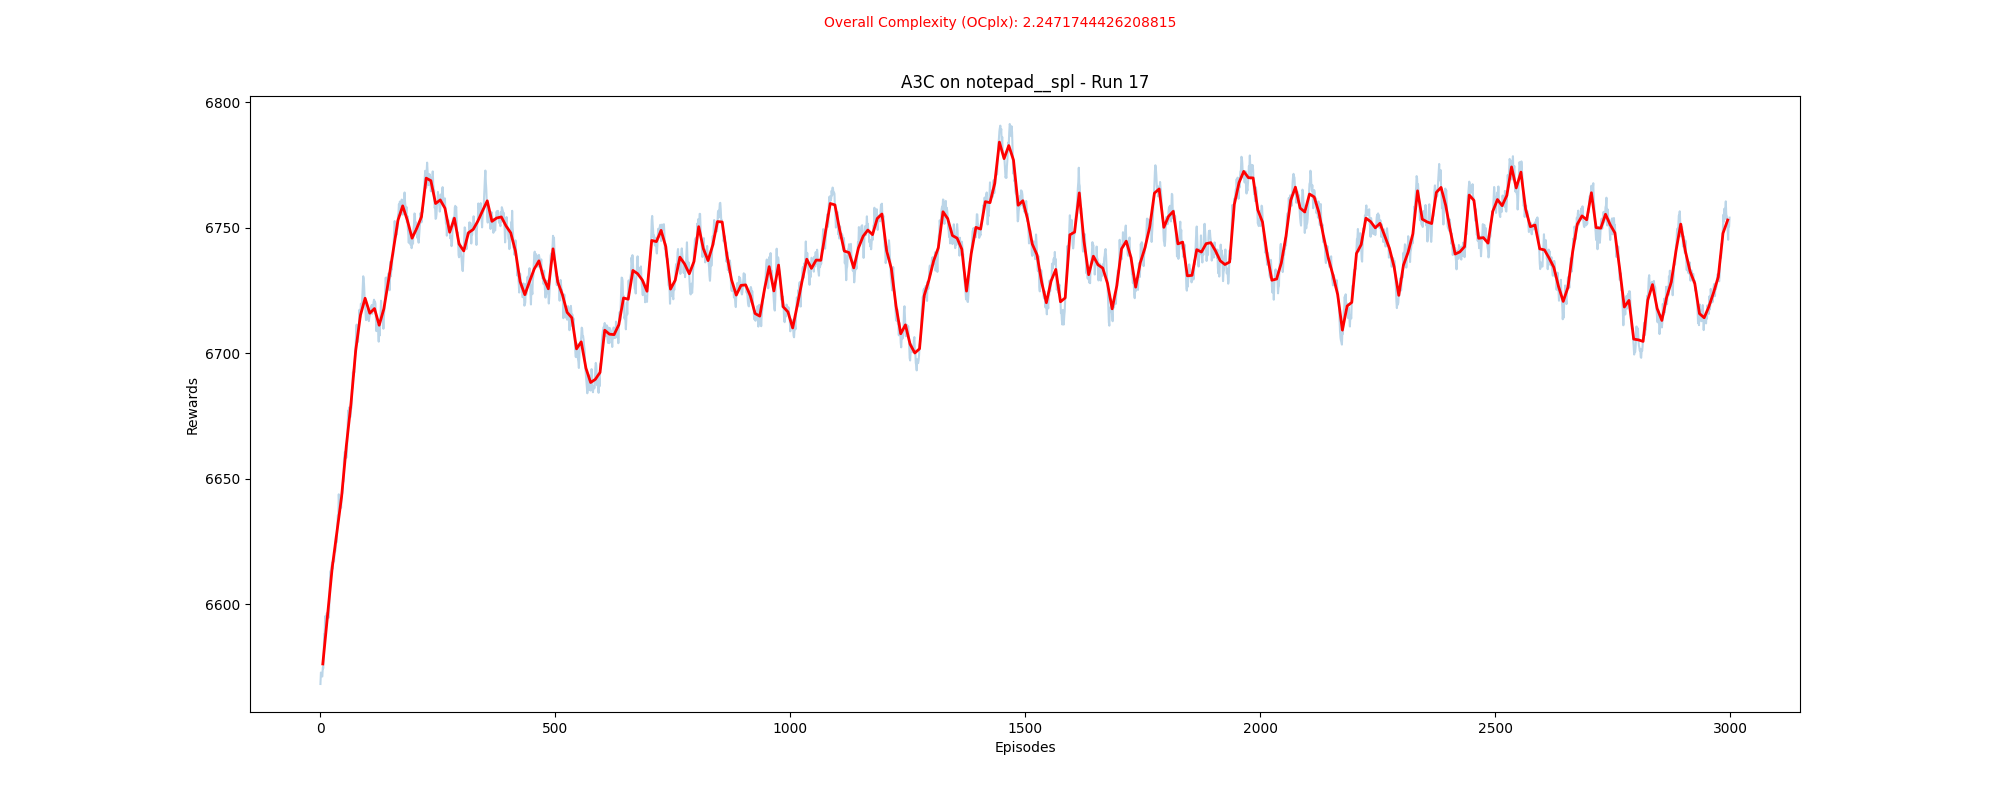 Overall Complexity (OCplx): 2.2471744426208815
A3C on notepad__spl - Run 17
6800
6750
6700
6650
6600
Rewards
0 500 1000 1500 2000 2500 3000
Episodes